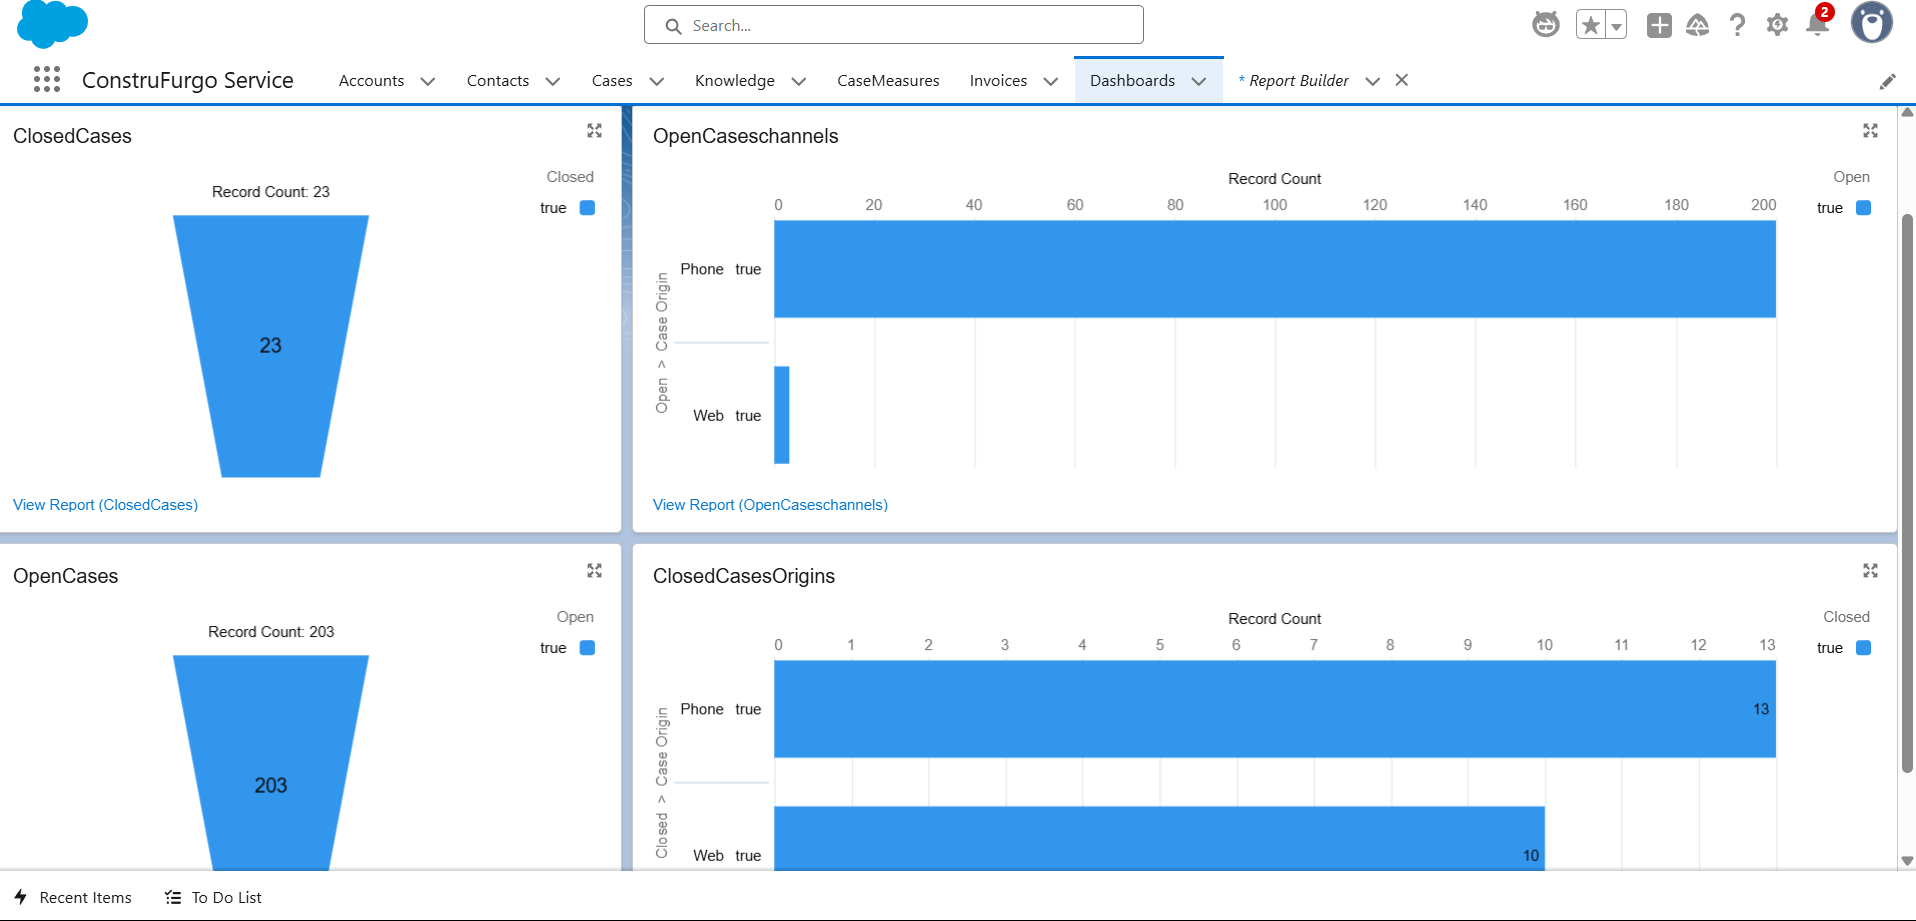 Search...
2
ConstruFurgo Service
Accounts
Contacts
Cases
Knowledge
CaseMeasures
Invoices
Dashboards
* Report Builder
ClosedCases
Record Count: 23
Closed
true
23
View Report (ClosedCases)
OpenCaseschannels
Record Count
Open
true
0 20 40 60 80 100 120 140 160 180 200
Open > Case Origin
Phone true
Web true
View Report (OpenCaseschannels)
OpenCases
Record Count: 203
Open
true
203
ClosedCasesOrigins
Record Count
Closed
true
0 1 2 3 4 5 6 7 8 9 10 11 12 13
Closed > Case Origin
Phone true
13
Web true
10
Recent Items
To Do List